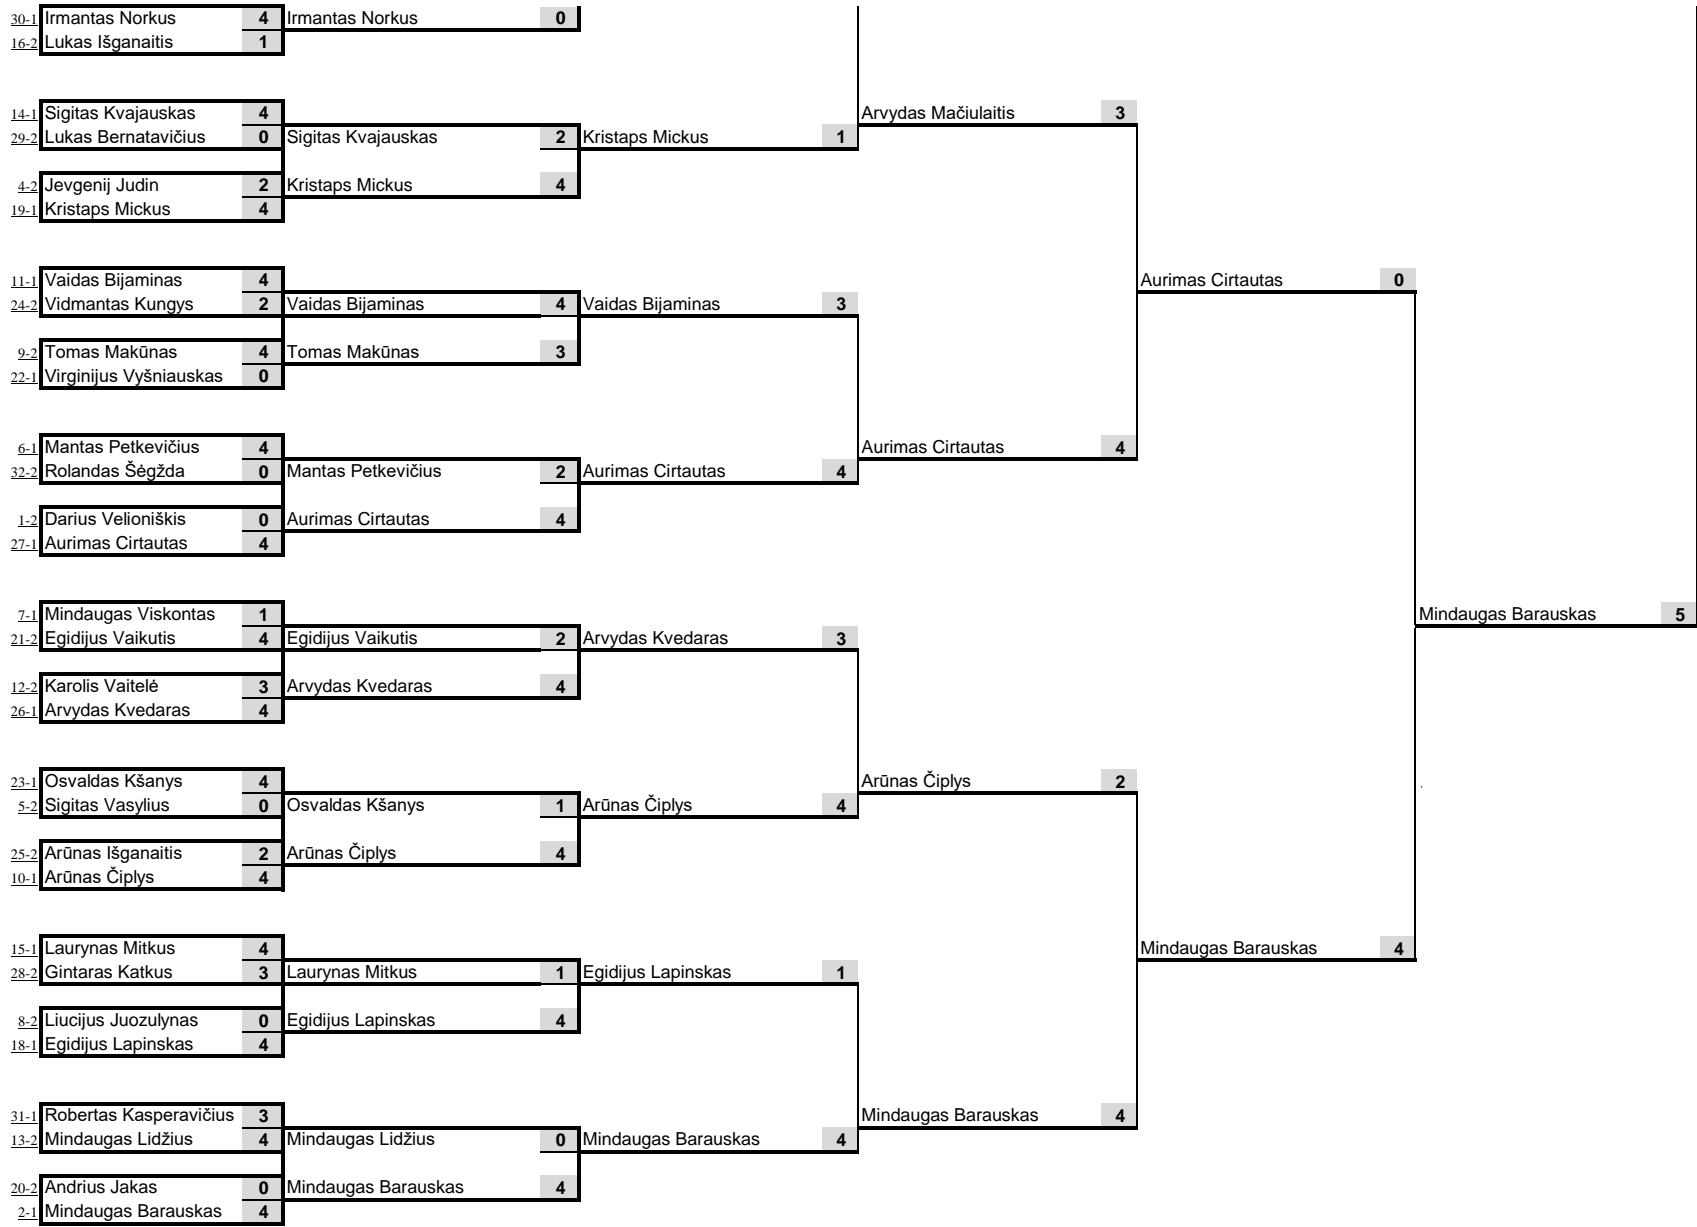 30-1 Irmantas Norkus 4 Irmantas Norkus 0
16-2 Lukas Išganaitis 1
14-1 Sigitas Kvajauskas 4 Arvydas Mačiulaitis 3
29-2 Lukas Bernatavičius 0 Sigitas Kvajauskas 2 Kristaps Mickus 1
4-2 Jevgenij Judin 2 Kristaps Mickus 4
19-1 Kristaps Mickus 4
11-1 Vaidas Bijaminas 4 Aurimas Cirtautas 0
24-2 Vidmantas Kungys 2 Vaidas Bijaminas 4 Vaidas Bijaminas 3
9-2 Tomas Makūnas 4 Tomas Makūnas 3
22-1 Virginijus Vyšniauskas 0
6-1 Mantas Petkevičius 4 Aurimas Cirtautas 4
32-2 Rolandas Šėgžda 0 Mantas Petkevičius 2 Aurimas Cirtautas 4
1-2 Darius Velioniškis 0 Aurimas Cirtautas 4
27-1 Aurimas Cirtautas 4
7-1 Mindaugas Viskontas 1 Mindaugas Barauskas 5
21-2 Egidijus Vaikutis 4 Egidijus Vaikutis 2 Arvydas Kvedaras 3
12-2 Karolis Vaitelė 3 Arvydas Kvedaras 4
26-1 Arvydas Kvedaras 4
23-1 Osvaldas Kšanys 4 Arūnas Čiplys 2
5-2 Sigitas Vasylius 0 Osvaldas Kšanys 1 Arūnas Čiplys 4
25-2 Arūnas Išganaitis 2 Arūnas Čiplys 4
10-1 Arūnas Čiplys 4
15-1 Laurynas Mitkus 4 Mindaugas Barauskas 4
28-2 Gintaras Katkus 3 Laurynas Mitkus 1 Egidijus Lapinskas 1
8-2 Liucijus Juozulynas 0 Egidijus Lapinskas 4
18-1 Egidijus Lapinskas 4
31-1 Robertas Kasperavičius 3 Mindaugas Barauskas 4
13-2 Mindaugas Lidžius 4 Mindaugas Lidžius 0 Mindaugas Barauskas 4
20-2 Andrius Jakas 0 Mindaugas Barauskas 4
2-1 Mindaugas Barauskas 4